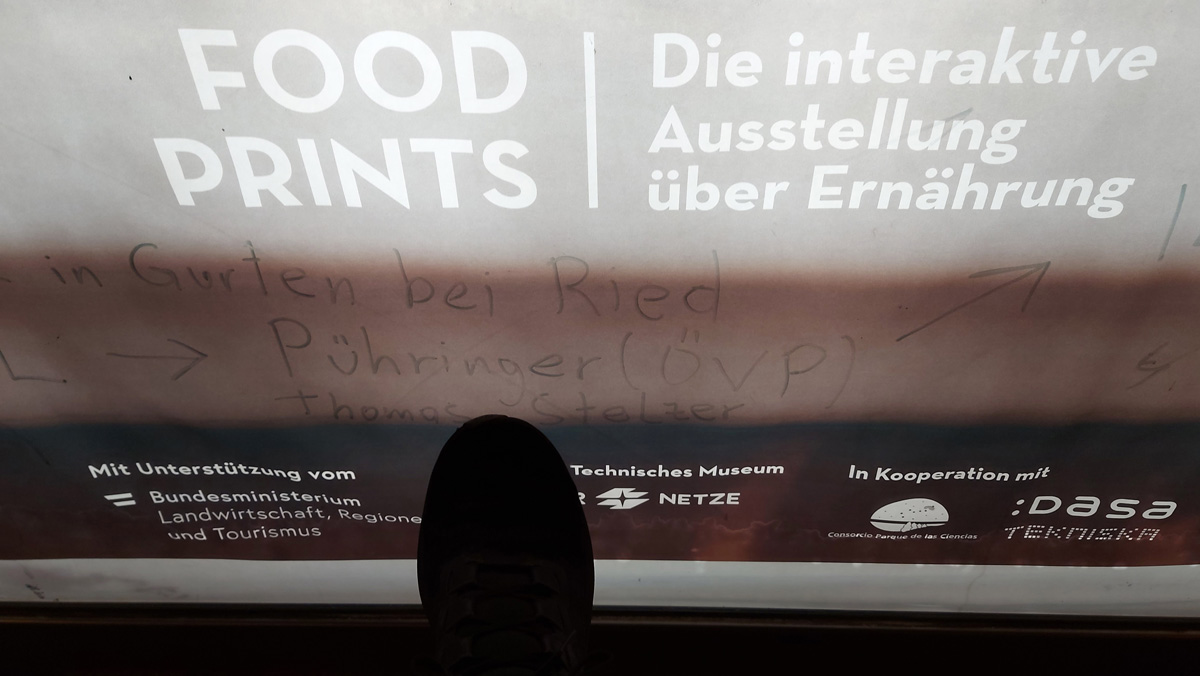 FOOD
PRINTS
Die interaktive
Ausstellung
über Ernährung
in Gurten bei Ried
L. → Pühringer (ÖVP)
Thomas Stelzer
Mit Unterstützung vom
Bundesministerium
Landwirtschaft, Regione
und Tourismus
Technisches Museum
R NETZE
In Kooperation mit
Consorcio Parque de las Ciencias
:DASA
TEKNISKA